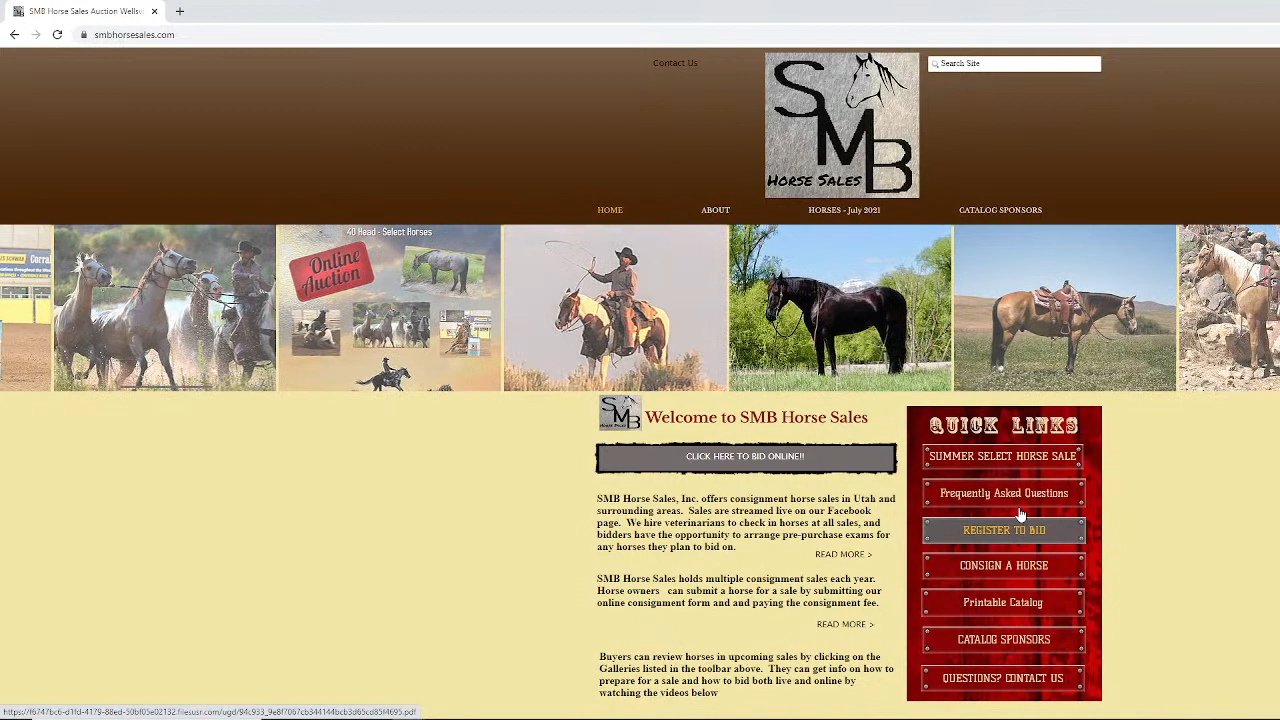 SMB Horse Sales Auction Wellsv
smbhorsesales.com
Contact Us
SMB
HORSE SALES
Search Site
HOME
ABOUT
HORSES - July 2021
CATALOG SPONSORS
40 Head - Select Horses
Online
Auction
SMB
Welcome to SMB Horse Sales
CLICK HERE TO BID ONLINE!!
SMB Horse Sales, Inc. offers consignment horse sales in Utah and
surrounding areas. Sales are streamed live on our Facebook
page. We hire veterinarians to check in horses at all sales, and
bidders have the opportunity to arrange pre-purchase exams for
any horses they plan to bid on.
READ MORE >
SMB Horse Sales holds multiple consignment sales each year.
Horse owners can submit a horse for a sale by submitting our
online consignment form and and paying the consignment fee.
READ MORE >
Buyers can review horses in upcoming sales by clicking on the
Galleries listed in the toolbar above. They can get info on how to
prepare for a sale and how to bid both live and online by
watching the videos below
QUICK LINKS
SUMMER SELECT HORSE SALE
Frequently Asked Questions
REGISTER TO BID
CONSIGN A HORSE
Printable Catalog
CATALOG SPONSORS
QUESTIONS? CONTACT US
https://f6747bc6-d1fd-4179-88ed-50bf05e02132.filesusr.com/ugd/94c933_9e8f7067cb344144bcb3d65cd85f4695.pdf